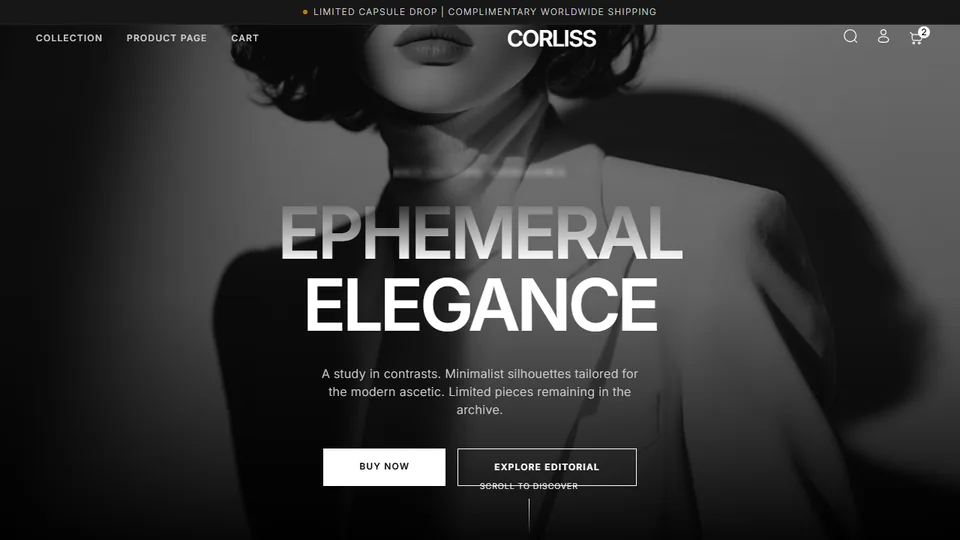 LIMITED CAPSULE DROP | COMPLIMENTARY WORLDWIDE SHIPPING
COLLECTION PRODUCT PAGE CART CORLISS 2
EPHEMERAL
ELEGANCE
A study in contrasts. Minimalist silhouettes tailored for
the modern ascetic. Limited pieces remaining in the
archive.
BUY NOW EXPLORE EDITORIAL
SCROLL TO DISCOVER